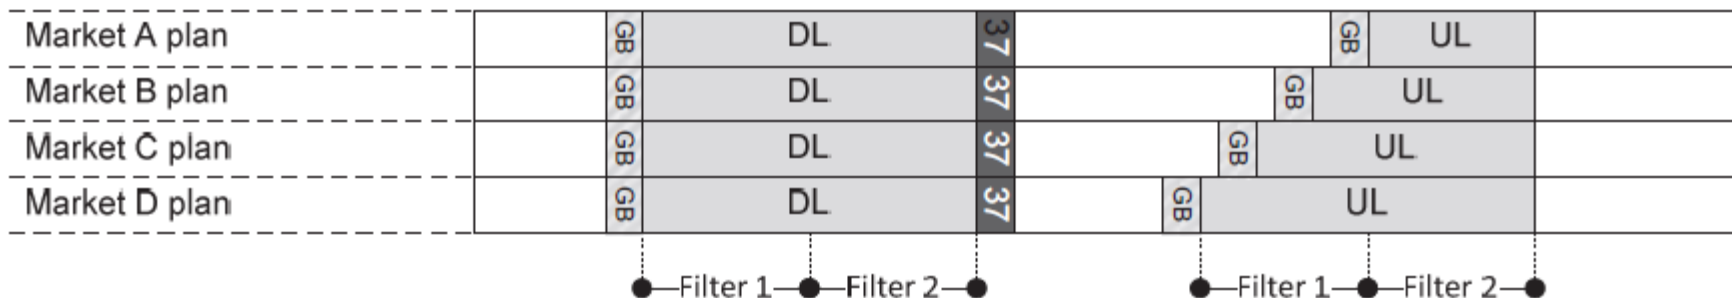 Market A plan GB DL 37 GB UL
Market B plan GB DL 37 GB UL
Market C plan GB DL 37 GB UL
Market D plan GB DL 37 GB UL
Filter 1 Filter 2 Filter 1 Filter 2